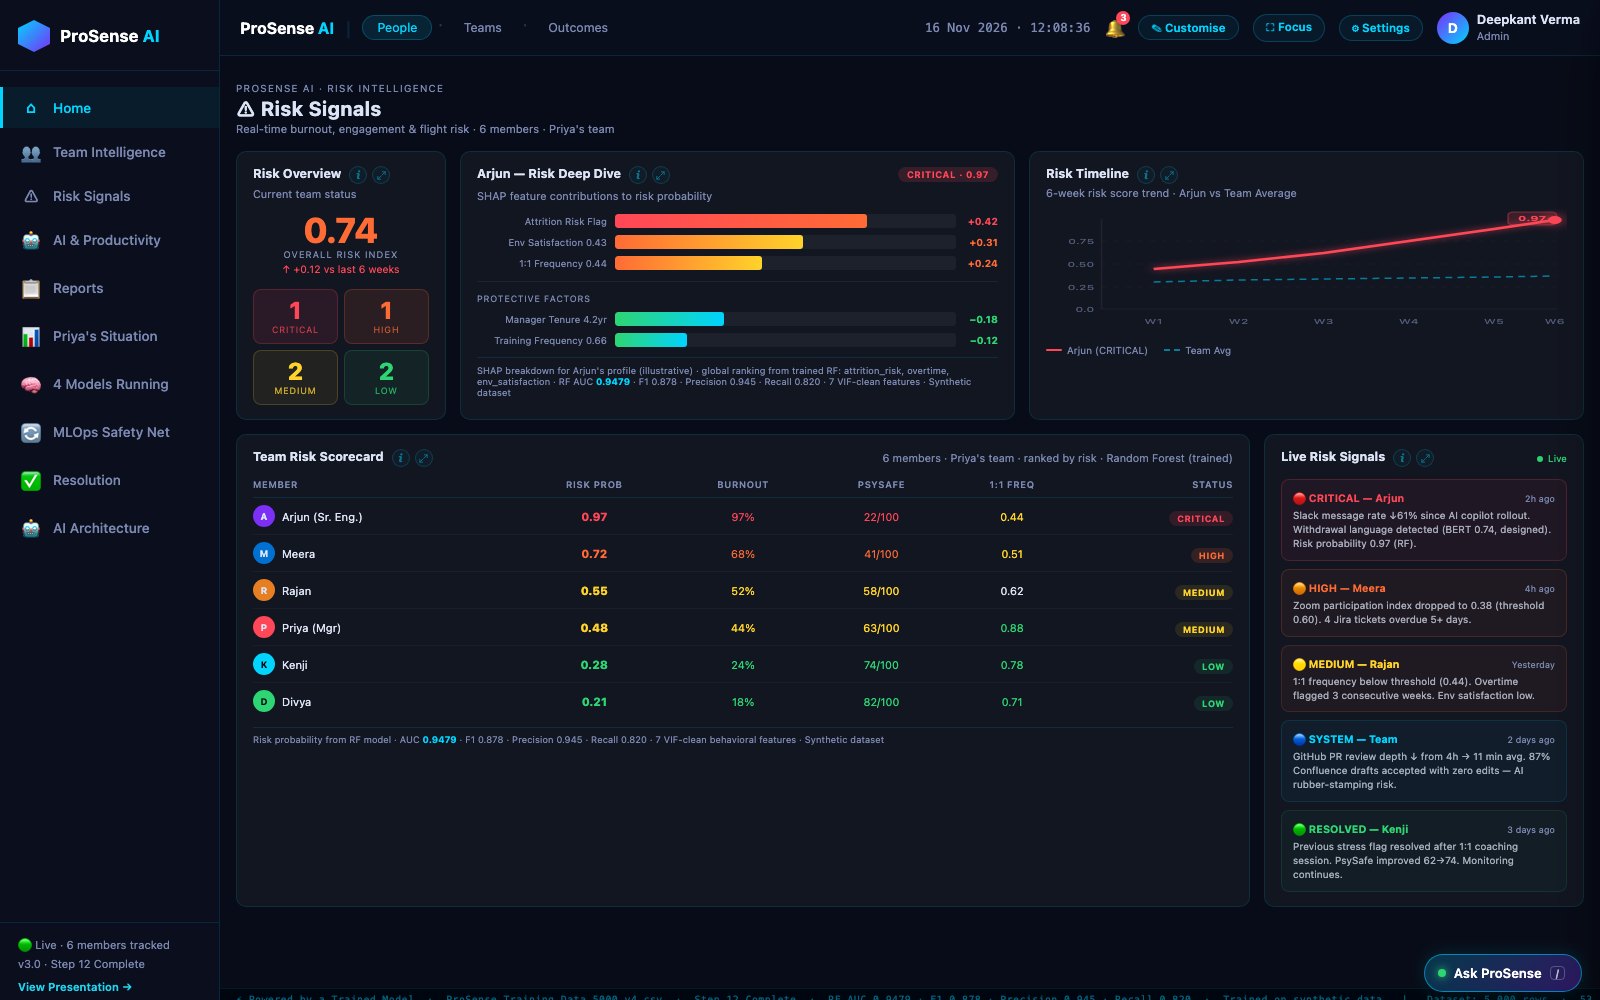 ProSense AI
Home
Team Intelligence
Risk Signals
AI & Productivity
Reports
Priya's Situation
4 Models Running
MLOps Safety Net
Resolution
AI Architecture
Live · 6 members tracked
v3.0 · Step 12 Complete
View Presentation →
ProSense AI
People · Teams · Outcomes
16 Nov 2026 · 12:08:36
3
Customise
Focus
Settings
D
Deepkant Verma
Admin
PROSENSE AI · RISK INTELLIGENCE
⚠ Risk Signals
Real-time burnout, engagement & flight risk · 6 members · Priya's team
Risk Overview i
Current team status
0.74
OVERALL RISK INDEX
↑ +0.12 vs last 6 weeks
1
CRITICAL
1
HIGH
2
MEDIUM
2
LOW
Arjun — Risk Deep Dive i
CRITICAL · 0.97
SHAP feature contributions to risk probability
Attrition Risk Flag +0.42
Env Satisfaction 0.43 +0.31
1:1 Frequency 0.44 +0.24
PROTECTIVE FACTORS
Manager Tenure 4.2yr −0.18
Training Frequency 0.66 −0.12
SHAP breakdown for Arjun's profile (illustrative) · global ranking from trained RF: attrition_risk, overtime,
env_satisfaction · RF AUC 0.9479 · F1 0.878 · Precision 0.945 · Recall 0.820 · 7 VIF-clean features · Synthetic
dataset
Risk Timeline i
6-week risk score trend · Arjun vs Team Average
0.97
0.75
0.50
0.25
0.0
W1 W2 W3 W4 W5 W6
Arjun (CRITICAL) Team Avg
Team Risk Scorecard i
6 members · Priya's team · ranked by risk · Random Forest (trained)
MEMBER RISK PROB BURNOUT PSYSAFE 1:1 FREQ STATUS
A Arjun (Sr. Eng.) 0.97 97% 22/100 0.44 CRITICAL
M Meera 0.72 68% 41/100 0.51 HIGH
R Rajan 0.55 52% 58/100 0.62 MEDIUM
P Priya (Mgr) 0.48 44% 63/100 0.88 MEDIUM
K Kenji 0.28 24% 74/100 0.78 LOW
D Divya 0.21 18% 82/100 0.71 LOW
Risk probability from RF model · AUC 0.9479 · F1 0.878 · Precision 0.945 · Recall 0.820 · 7 VIF-clean behavioral features · Synthetic dataset
Live Risk Signals i
Live
CRITICAL — Arjun 2h ago
Slack message rate ↓61% since AI copilot rollout.
Withdrawal language detected (BERT 0.74, designed).
Risk probability 0.97 (RF).
HIGH — Meera 4h ago
Zoom participation index dropped to 0.38 (threshold
0.60). 4 Jira tickets overdue 5+ days.
MEDIUM — Rajan Yesterday
1:1 frequency below threshold (0.44). Overtime
flagged 3 consecutive weeks. Env satisfaction low.
SYSTEM — Team 2 days ago
GitHub PR review depth ↓ from 4h → 11 min avg. 87%
Confluence drafts accepted with zero edits — AI
rubber-stamping risk.
RESOLVED — Kenji 3 days ago
Previous stress flag resolved after 1:1 coaching
session. PsySafe improved 62→74. Monitoring
continues.
Ask ProSense /